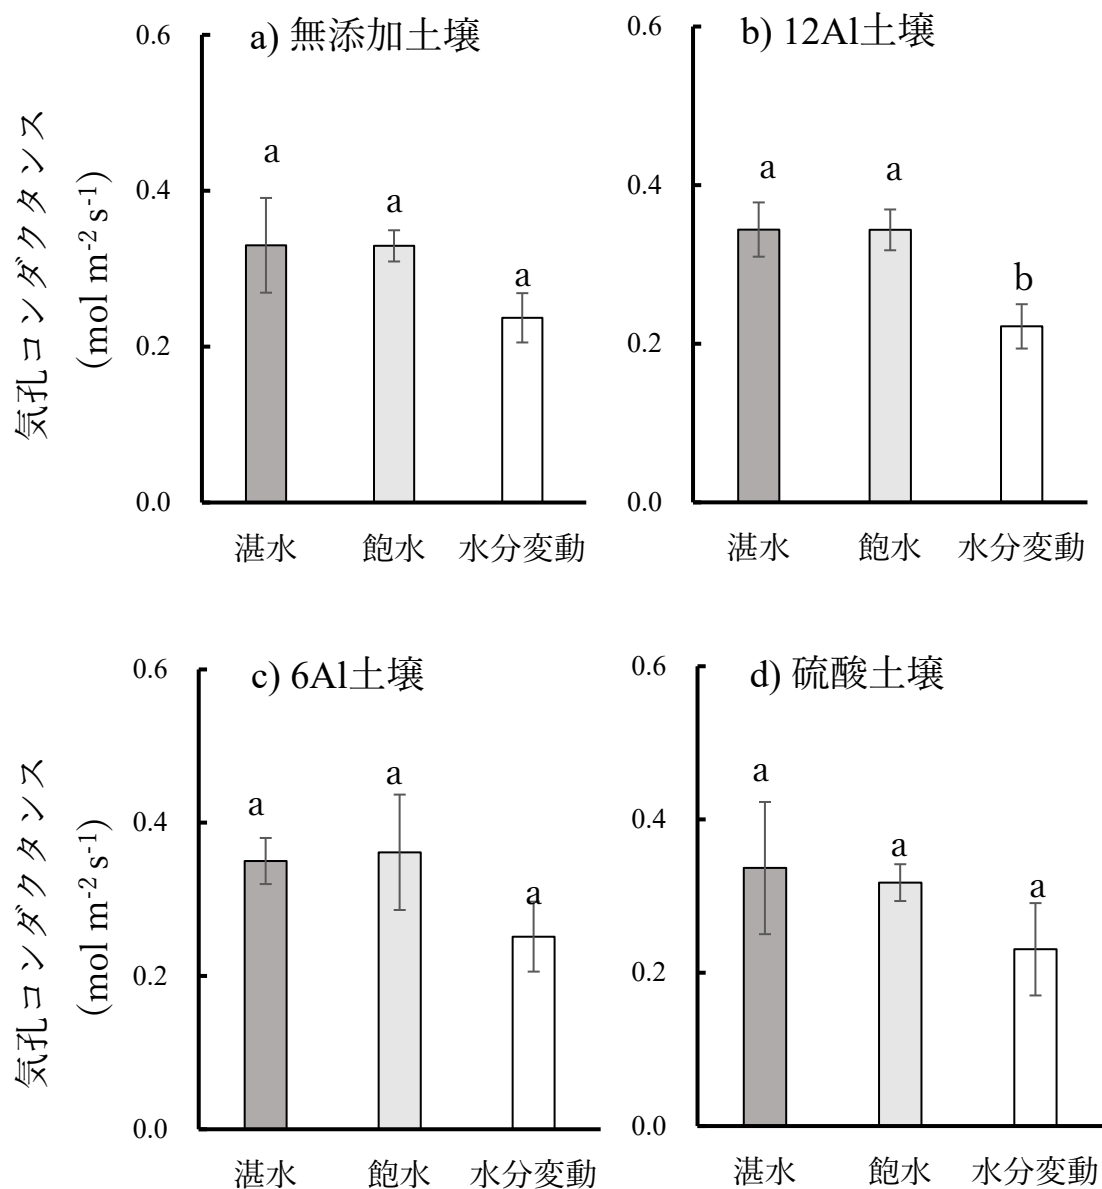 a) 無添加土壌
気孔コンダクタンス
(mol m-2 s-1)
0.6
0.4
0.2
0.0
a
a
a
湛水
飽水
水分変動
b) 12Al土壌
0.6
0.4
0.2
0.0
a
a
b
湛水
飽水
水分変動
c) 6Al土壌
気孔コンダクタンス
(mol m-2 s-1)
0.6
0.4
0.2
0.0
a
a
a
湛水
飽水
水分変動
d) 硫酸土壌
0.6
0.4
0.2
0.0
a
a
a
湛水
飽水
水分変動